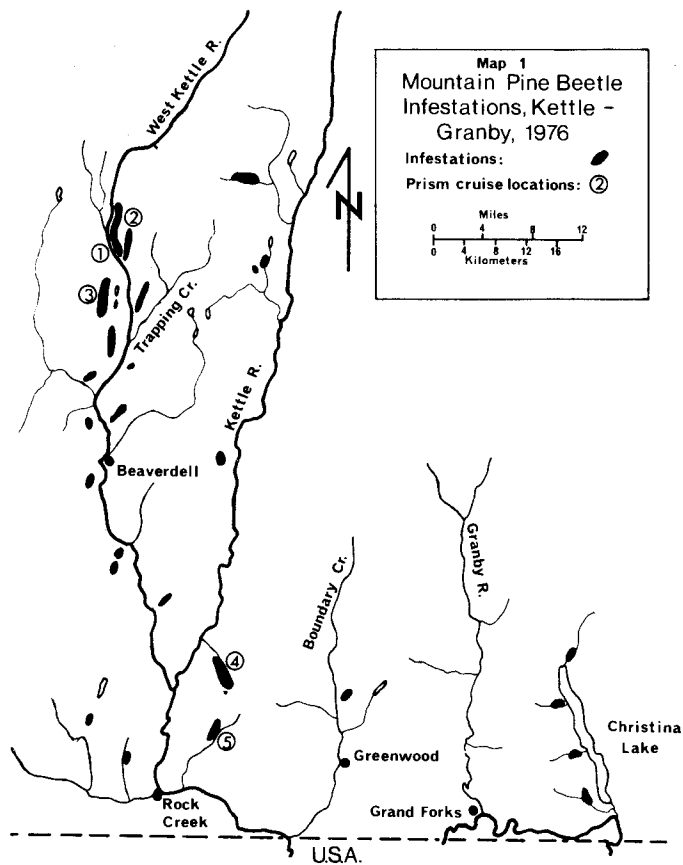 Map 1
Mountain Pine Beetle
Infestations, Kettle –
Granby, 1976
Infestations:
Prism cruise locations: ②
Miles
0 4 8 12
0 4 8 12 16
Kilometers
West Kettle R.
N
②
①
③
Trapping Cr.
Kettle R.
Beaverdell
Granby R.
Boundary Cr.
④
⑤
Christina
Lake
Greenwood
Rock
Creek
Grand Forks
U.S.A.